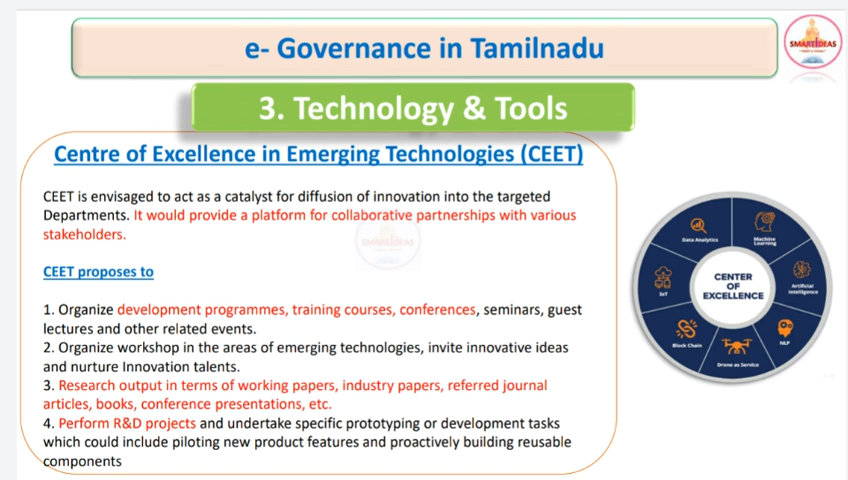 e- Governance in Tamilnadu
SMARTIDEAS
3. Technology & Tools
Centre of Excellence in Emerging Technologies (CEET)
CEET is envisaged to act as a catalyst for diffusion of innovation into the targeted
Departments. It would provide a platform for collaborative partnerships with various
stakeholders.
SMARTIDEAS
CEET proposes to
1. Organize development programmes, training courses, conferences, seminars, guest
lectures and other related events.
2. Organize workshop in the areas of emerging technologies, invite innovative ideas
and nurture Innovation talents.
3. Research output in terms of working papers, industry papers, referred journal
articles, books, conference presentations, etc.
4. Perform R&D projects and undertake specific prototyping or development tasks
which could include piloting new product features and proactively building reusable
components
Data Analytics
Machine
Learning
IoT
CENTER
OF
EXCELLENCE
Artificial
Intelligence
Block Chain
NLP
Drone as Service